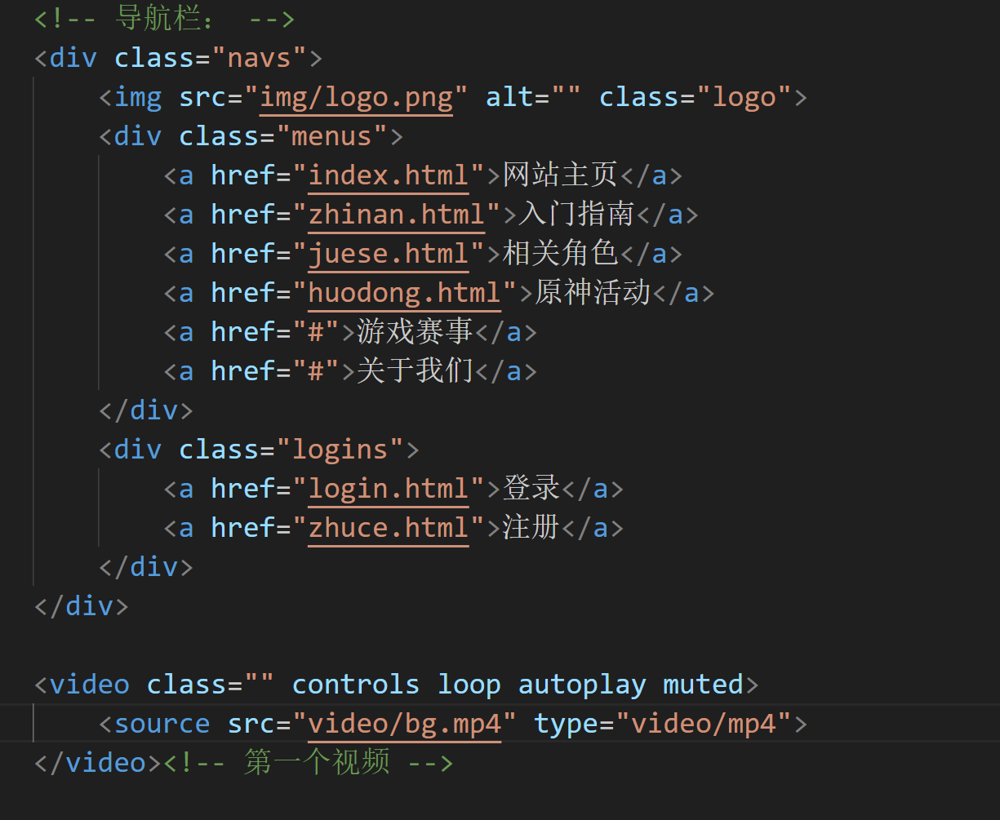 <!-- 导航栏： -->
<div class="navs">
    <img src="img/logo.png" alt="" class="logo">
    <div class="menus">
        <a href="index.html">网站主页</a>
        <a href="zhinan.html">入门指南</a>
        <a href="juese.html">相关角色</a>
        <a href="huodong.html">原神活动</a>
        <a href="#">游戏赛事</a>
        <a href="#">关于我们</a>
    </div>
    <div class="logins">
        <a href="login.html">登录</a>
        <a href="zhuce.html">注册</a>
    </div>
</div>
<video class="" controls loop autoplay muted>
    <source src="video/bg.mp4" type="video/mp4">
</video><!-- 第一个视频 -->